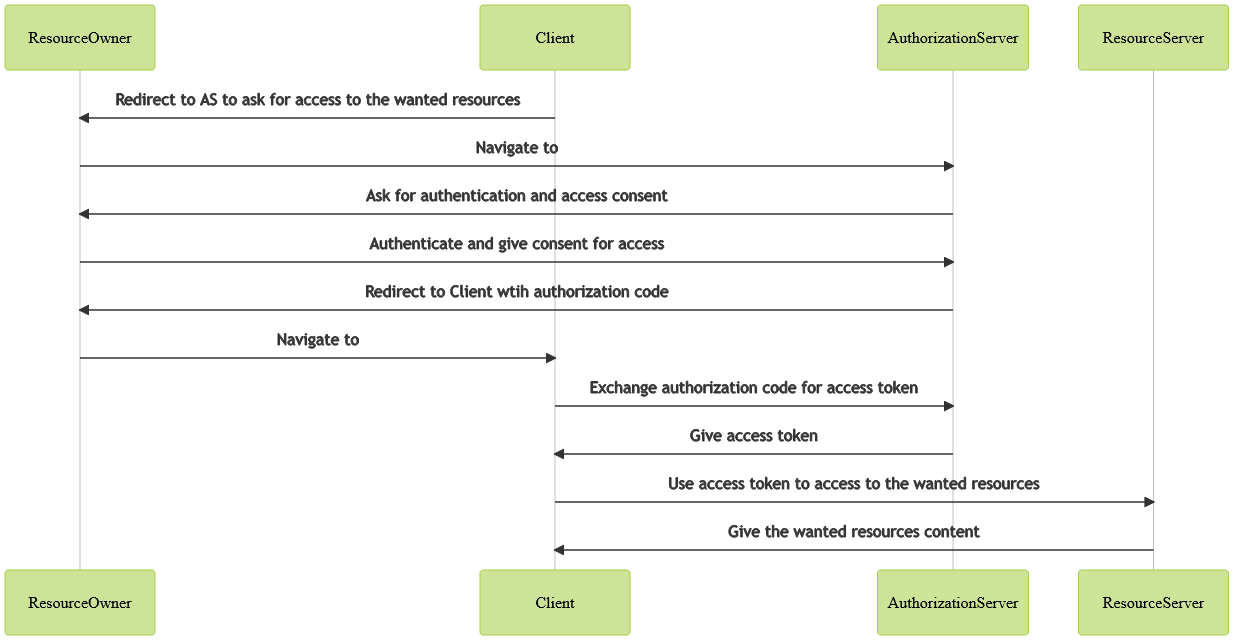 ResourceOwner
Client
AuthorizationServer
ResourceServer
Redirect to AS to ask for access to the wanted resources
Navigate to
Ask for authentication and access consent
Authenticate and give consent for access
Redirect to Client wtih authorization code
Navigate to
Exchange authorization code for access token
Give access token
Use access token to access to the wanted resources
Give the wanted resources content
ResourceOwner
Client
AuthorizationServer
ResourceServer